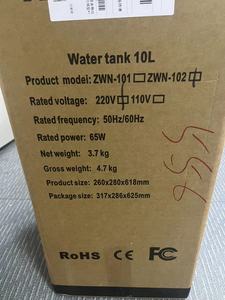 Water tank 10L
Product model: ZWN-101☐ ZWN-102☐
Rated voltage: 220V☐110V☐
Rated frequency: 50Hz/60Hz
Rated power: 65W
Net weight: 3.7kg
Gross weight: 4.7kg
Product size: 260x280x618mm
Package size: 317x286x625mm
RoHS CE FC